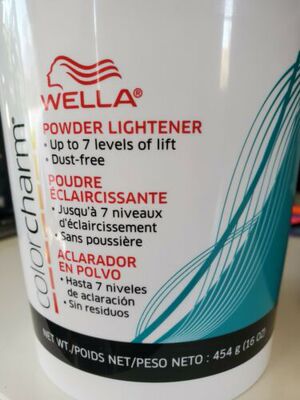 WELLA®
colorcharm®
POWDER LIGHTENER
• Up to 7 levels of lift
• Dust-free
POUDRE
ÉCLAIRCISSANTE
• Jusqu'à 7 niveaux
d'éclaircissement
• Sans poussière
ACLARADOR
EN POLVO
• Hasta 7 niveles
de aclaración
• Sin residuos
NET WT./POIDS NET/PESO NETO : 454 g (16 OZ)